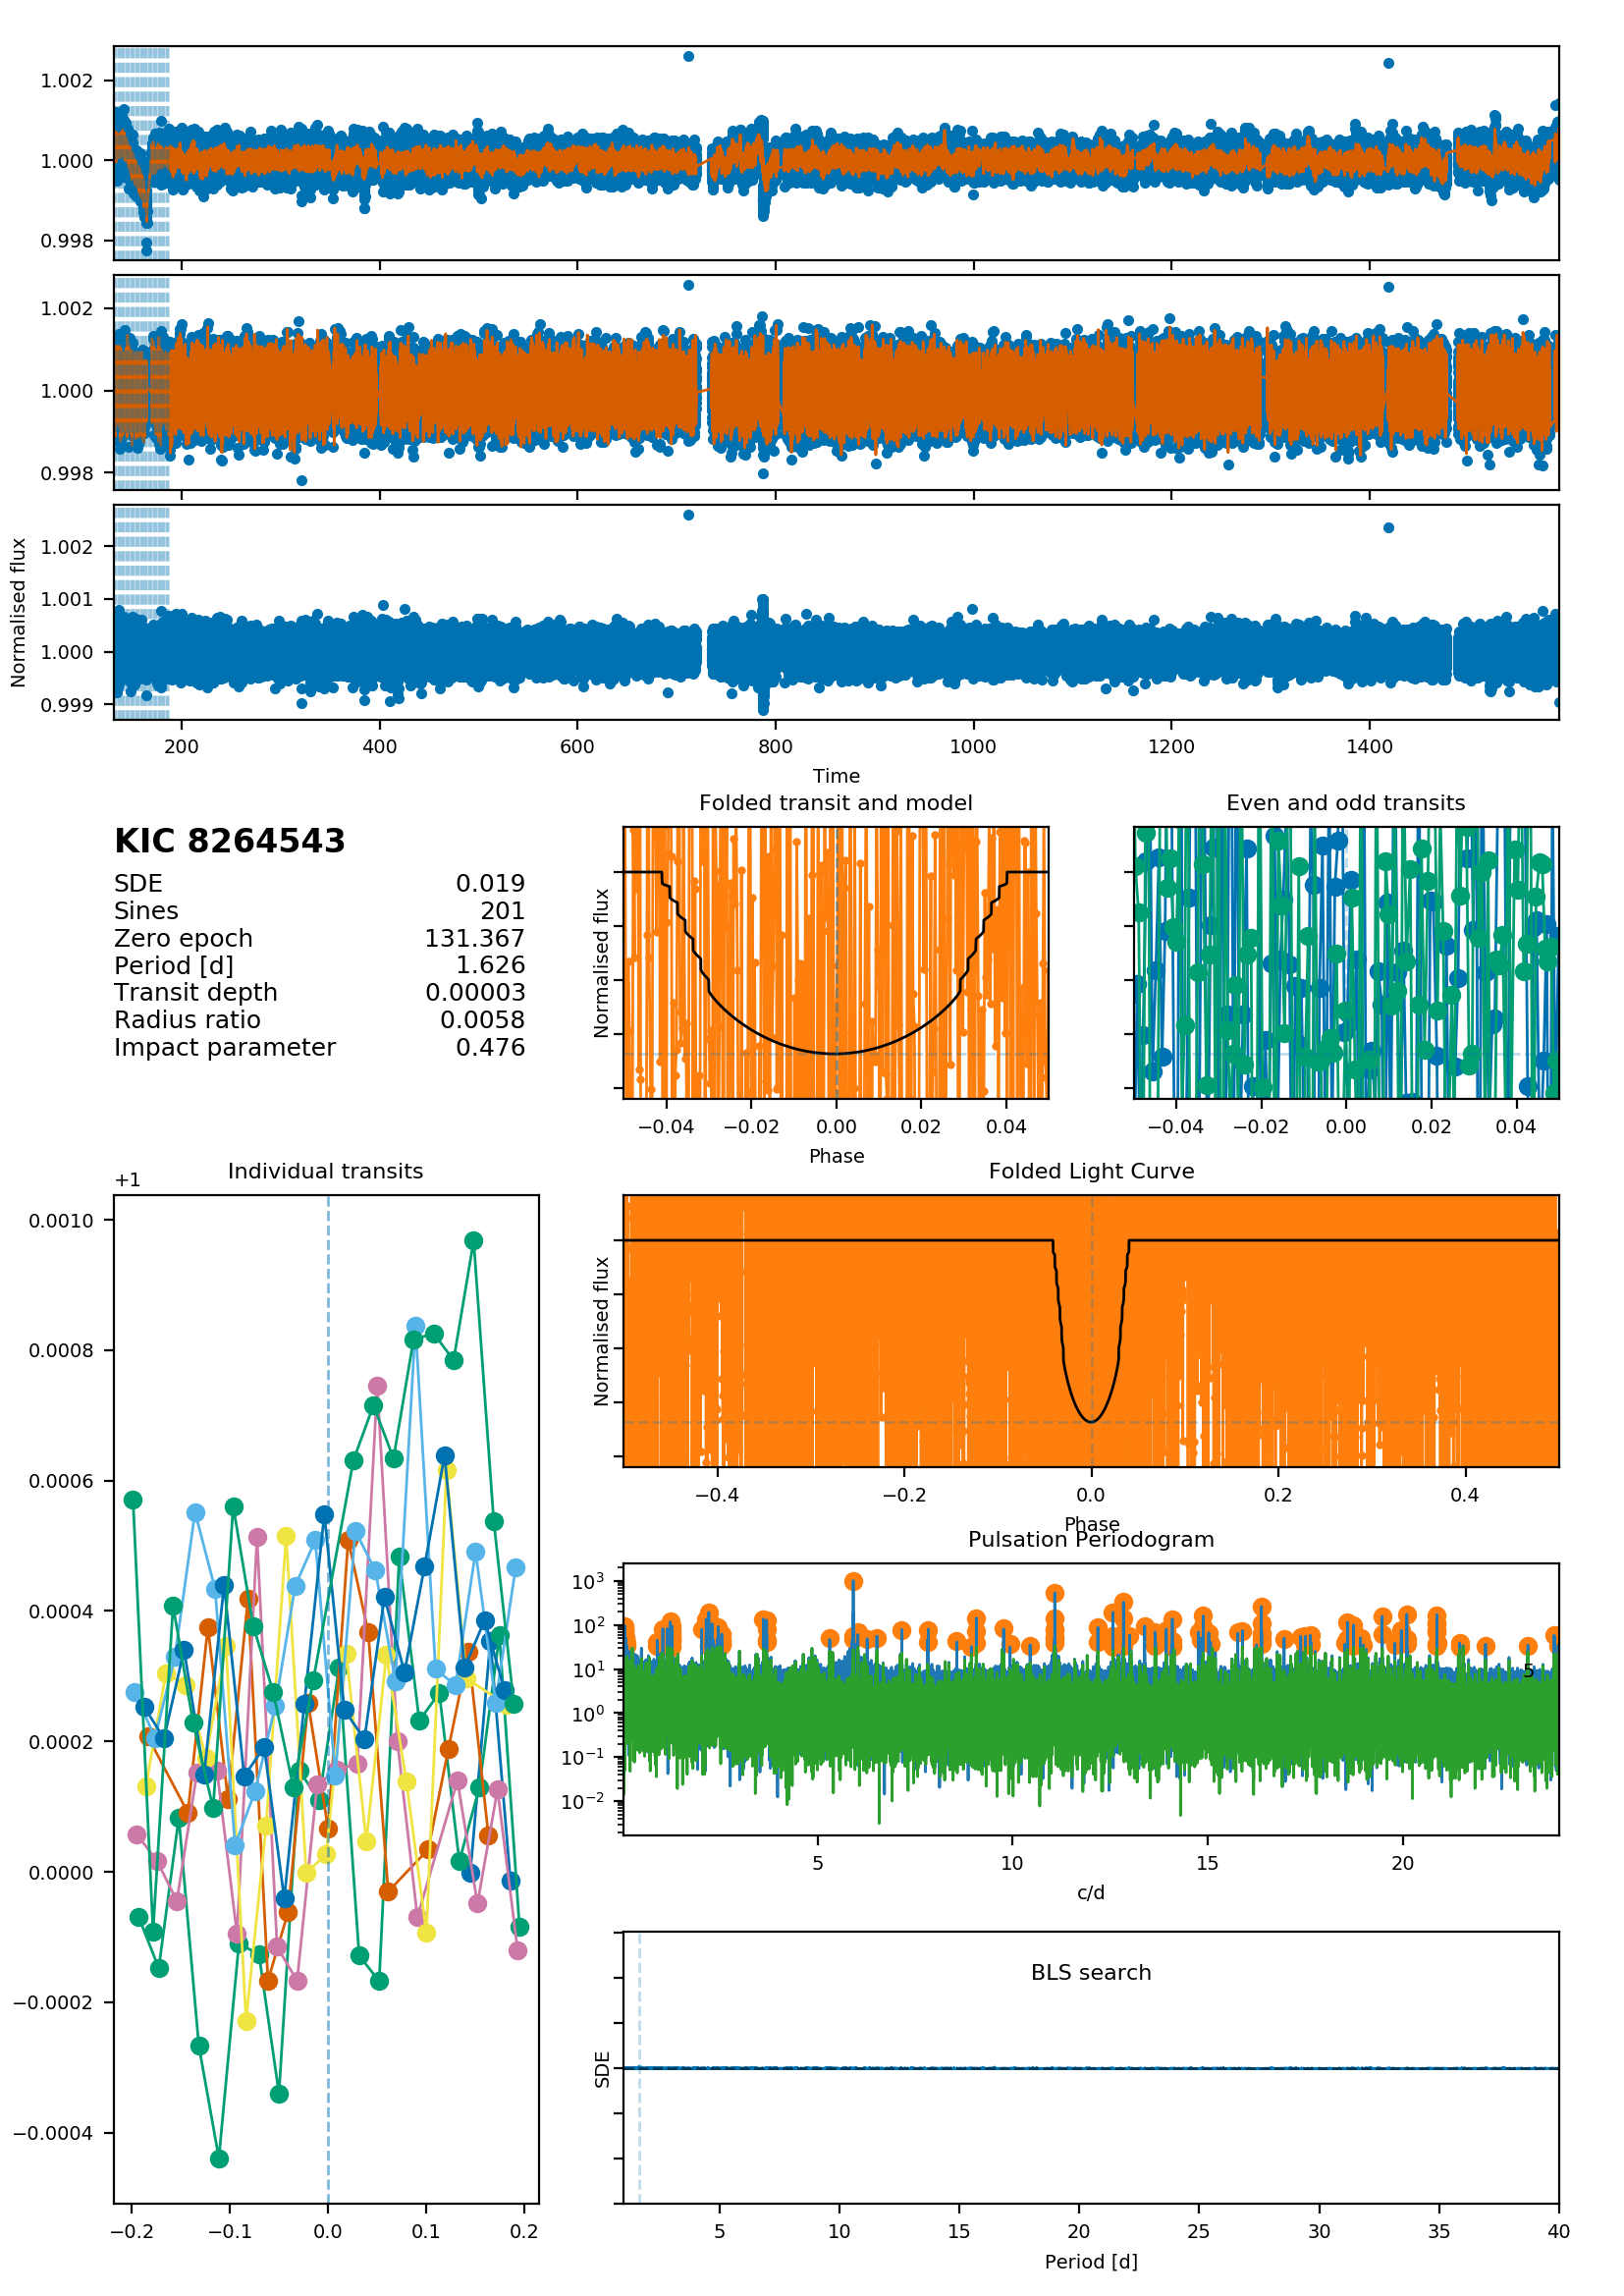 1.002
1.000
0.998
1.002
1.000
0.998
Normalised flux
1.002
1.001
1.000
0.999
200 400 600 800 1000 1200 1400
Time
KIC 8264543
SDE 0.019
Sines 201
Zero epoch 131.367
Period [d] 1.626
Transit depth 0.00003
Radius ratio 0.0058
Impact parameter 0.476
Folded transit and model
Normalised flux
−0.04 −0.02 0.00 0.02 0.04
Phase
Even and odd transits
−0.04 −0.02 0.00 0.02 0.04
Individual transits
+1
0.0010
0.0008
0.0006
0.0004
0.0002
0.0000
−0.0002
−0.0004
−0.2 −0.1 0.0 0.1 0.2
Folded Light Curve
Normalised flux
−0.4 −0.2 0.0 0.2 0.4
Phase
Pulsation Periodogram
10³
10²
10¹
10⁰
10⁻¹
10⁻²
5
5 10 15 20
c/d
BLS search
SDE
5 10 15 20 25 30 35 40
Period [d]